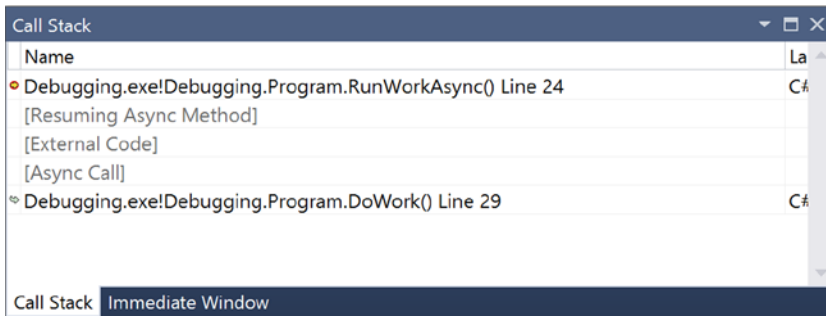 Call Stack
Name La
Debugging.exe!Debugging.Program.RunWorkAsync() Line 24 C#
[Resuming Async Method]
[External Code]
[Async Call]
Debugging.exe!Debugging.Program.DoWork() Line 29 C#
Call Stack Immediate Window